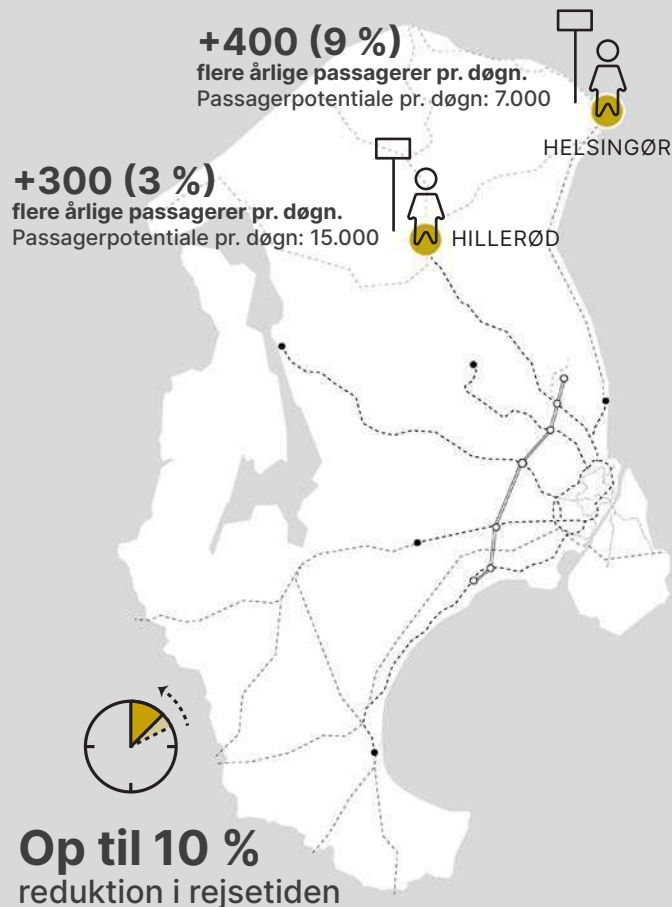 +400 (9 %)
flere årlige passagerer pr. døgn.
Passagerpotentiale pr. døgn: 7.000
HELSINGØR
+300 (3 %)
flere årlige passagerer pr. døgn.
Passagerpotentiale pr. døgn: 15.000
HILLERØD
Op til 10 %
reduktion i rejsetiden